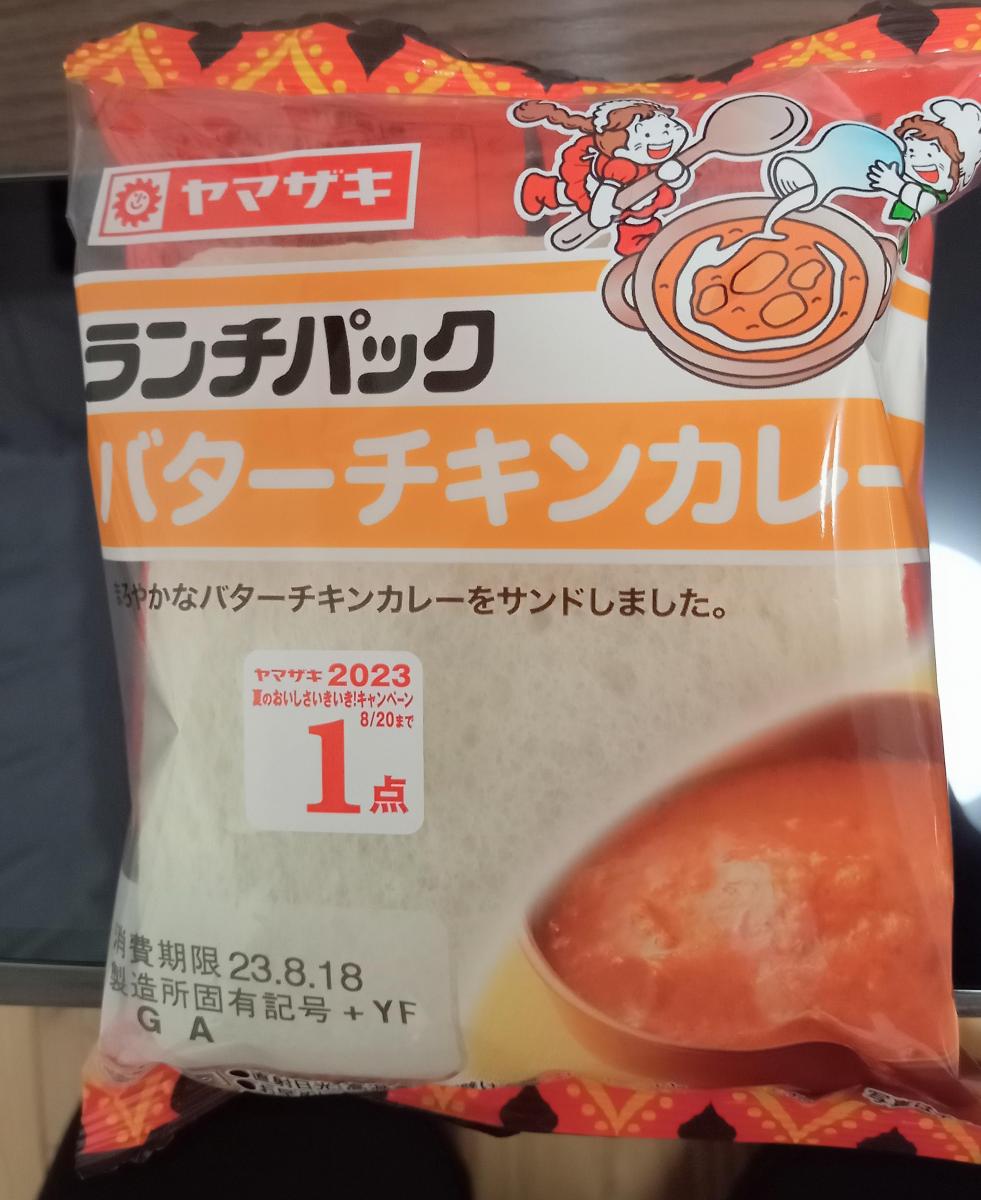 ヤマザキ
ランチパック
バターチキンカレー
まろやかなバターチキンカレーをサンドしました。
ヤマザキ 2023
夏のおいしさいきいき!キャンペーン
8/20まで
1点
消費期限 23.8.18
製造所固有記号 + YF
G A